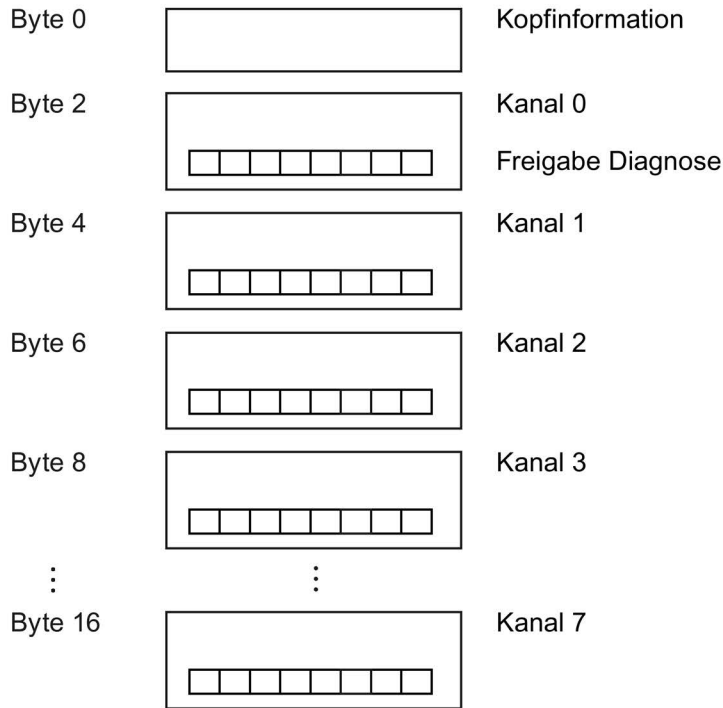 Byte 0 Kopfinformation
Byte 2 Kanal 0
Freigabe Diagnose
Byte 4 Kanal 1
Byte 6 Kanal 2
Byte 8 Kanal 3
⋮ ⋮
Byte 16 Kanal 7